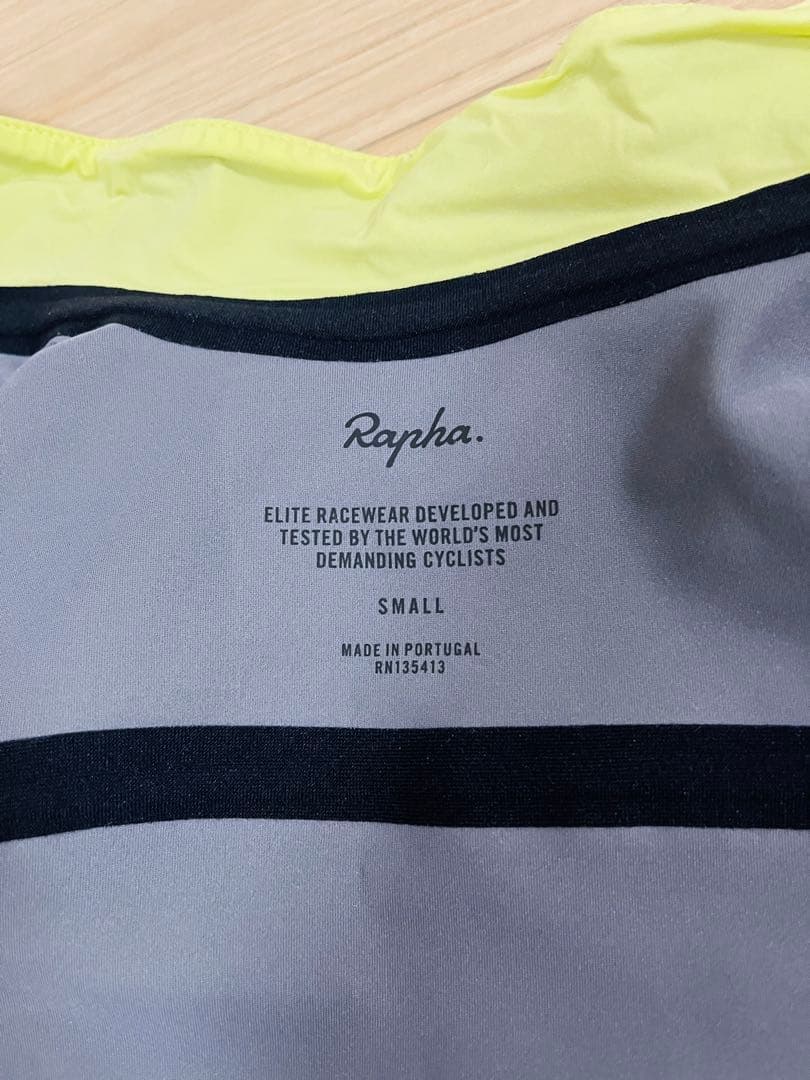 Rapha.
ELITE RACEWEAR DEVELOPED AND
TESTED BY THE WORLD'S MOST
DEMANDING CYCLISTS
SMALL
MADE IN PORTUGAL
RN135413